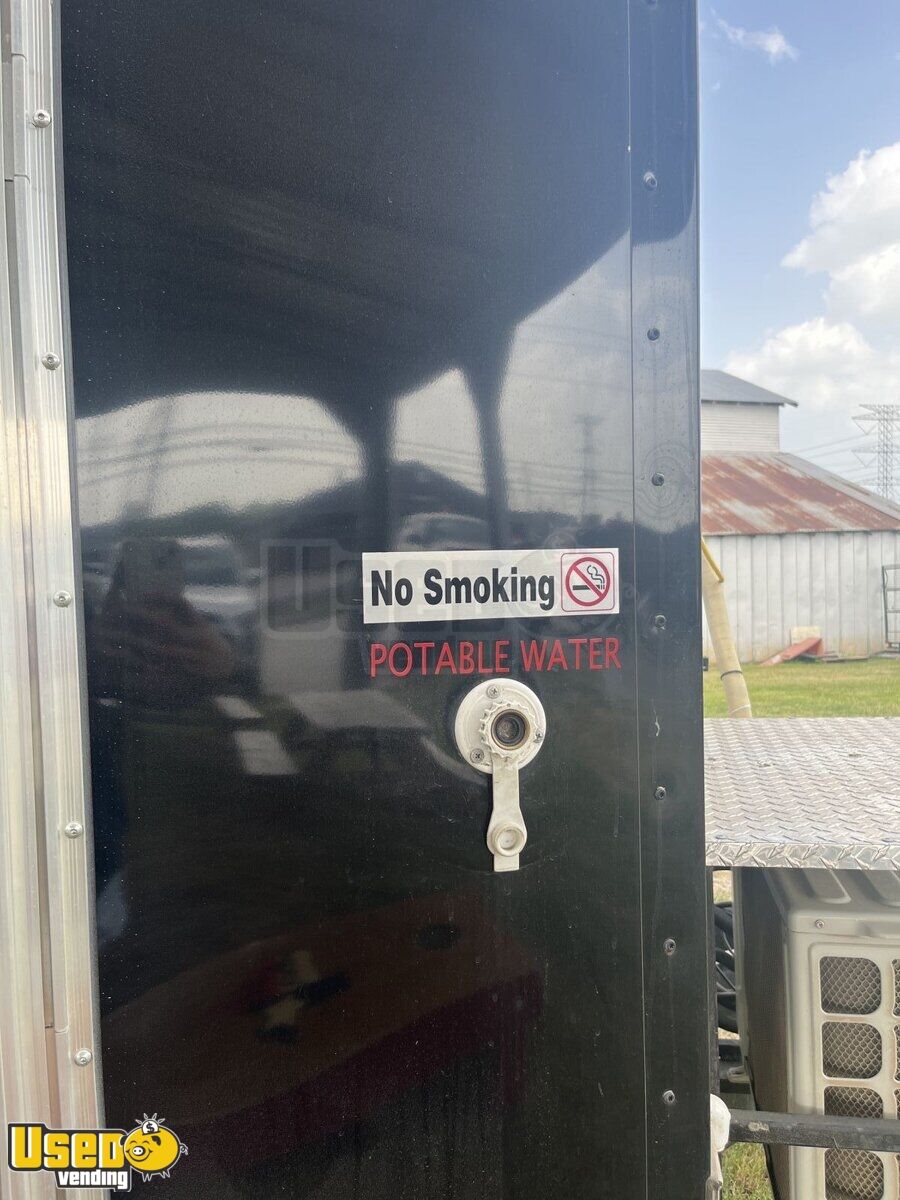 No Smoking
POTABLE WATER
USED
vending